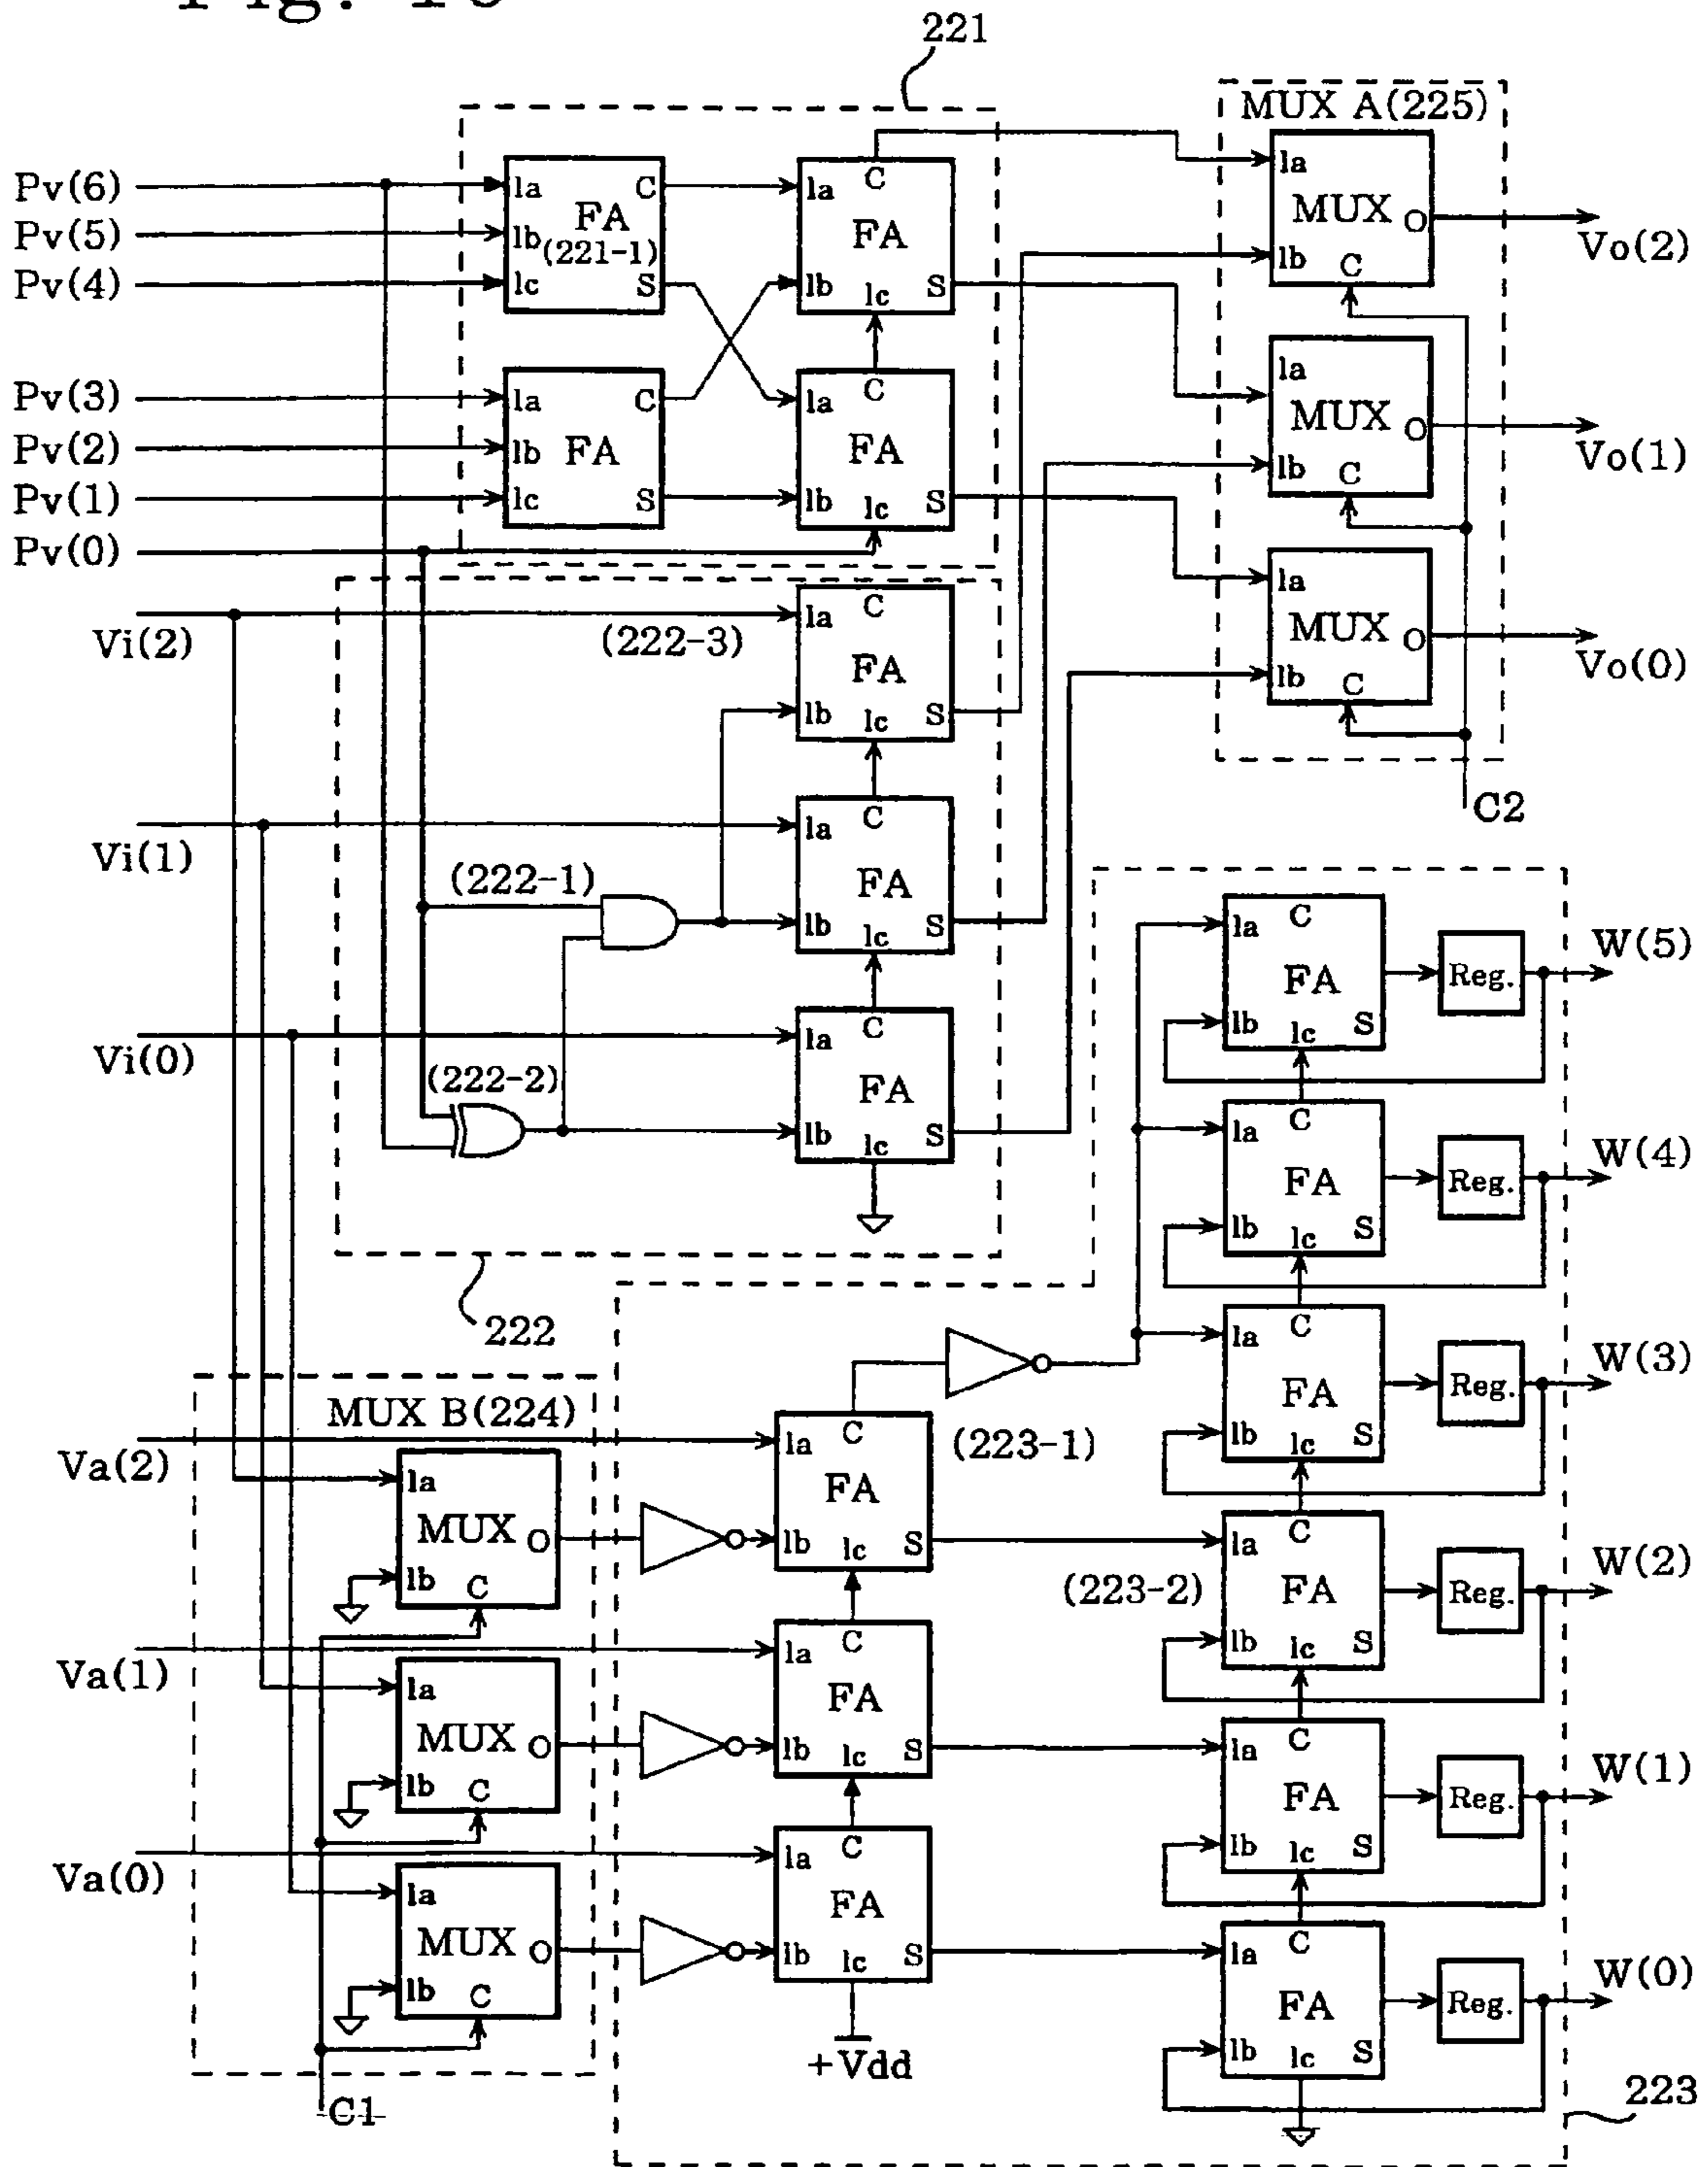 221
MUX A(225)
Pv(6)
Pv(5)
Pv(4)
Ia Ib Ic FA (221-1) C S
Ia Ib Ic FA C S
Ia Ib C MUX O
Vo(2)
Pv(3)
Pv(2)
Pv(1)
Pv(0)
Ia Ib Ic FA C S
Ia Ib Ic FA C S
Ia Ib C MUX O
Vo(1)
Vi(2)
(222-3)
Ia Ib Ic FA C S
Ia Ib C MUX O
Vo(0)
C2
Vi(1)
(222-1)
Ia Ib Ic FA C S
Vi(0)
(222-2)
Ia Ib Ic FA C S
222
Ia Ib Ic FA C S
Reg.
W(5)
Ia Ib Ic FA C S
Reg.
W(4)
Ia Ib Ic FA C S
Reg.
W(3)
MUX B(224)
Va(2)
Ia Ib C MUX O
Ia Ib Ic FA C S
(223-1)
(223-2)
Ia Ib Ic FA C S
Reg.
W(2)
Va(1)
Ia Ib C MUX O
Ia Ib Ic FA C S
Ia Ib Ic FA C S
Reg.
W(1)
Va(0)
Ia Ib C MUX O
Ia Ib Ic FA C S
Ia Ib Ic FA C S
Reg.
W(0)
+Vdd
C1
223